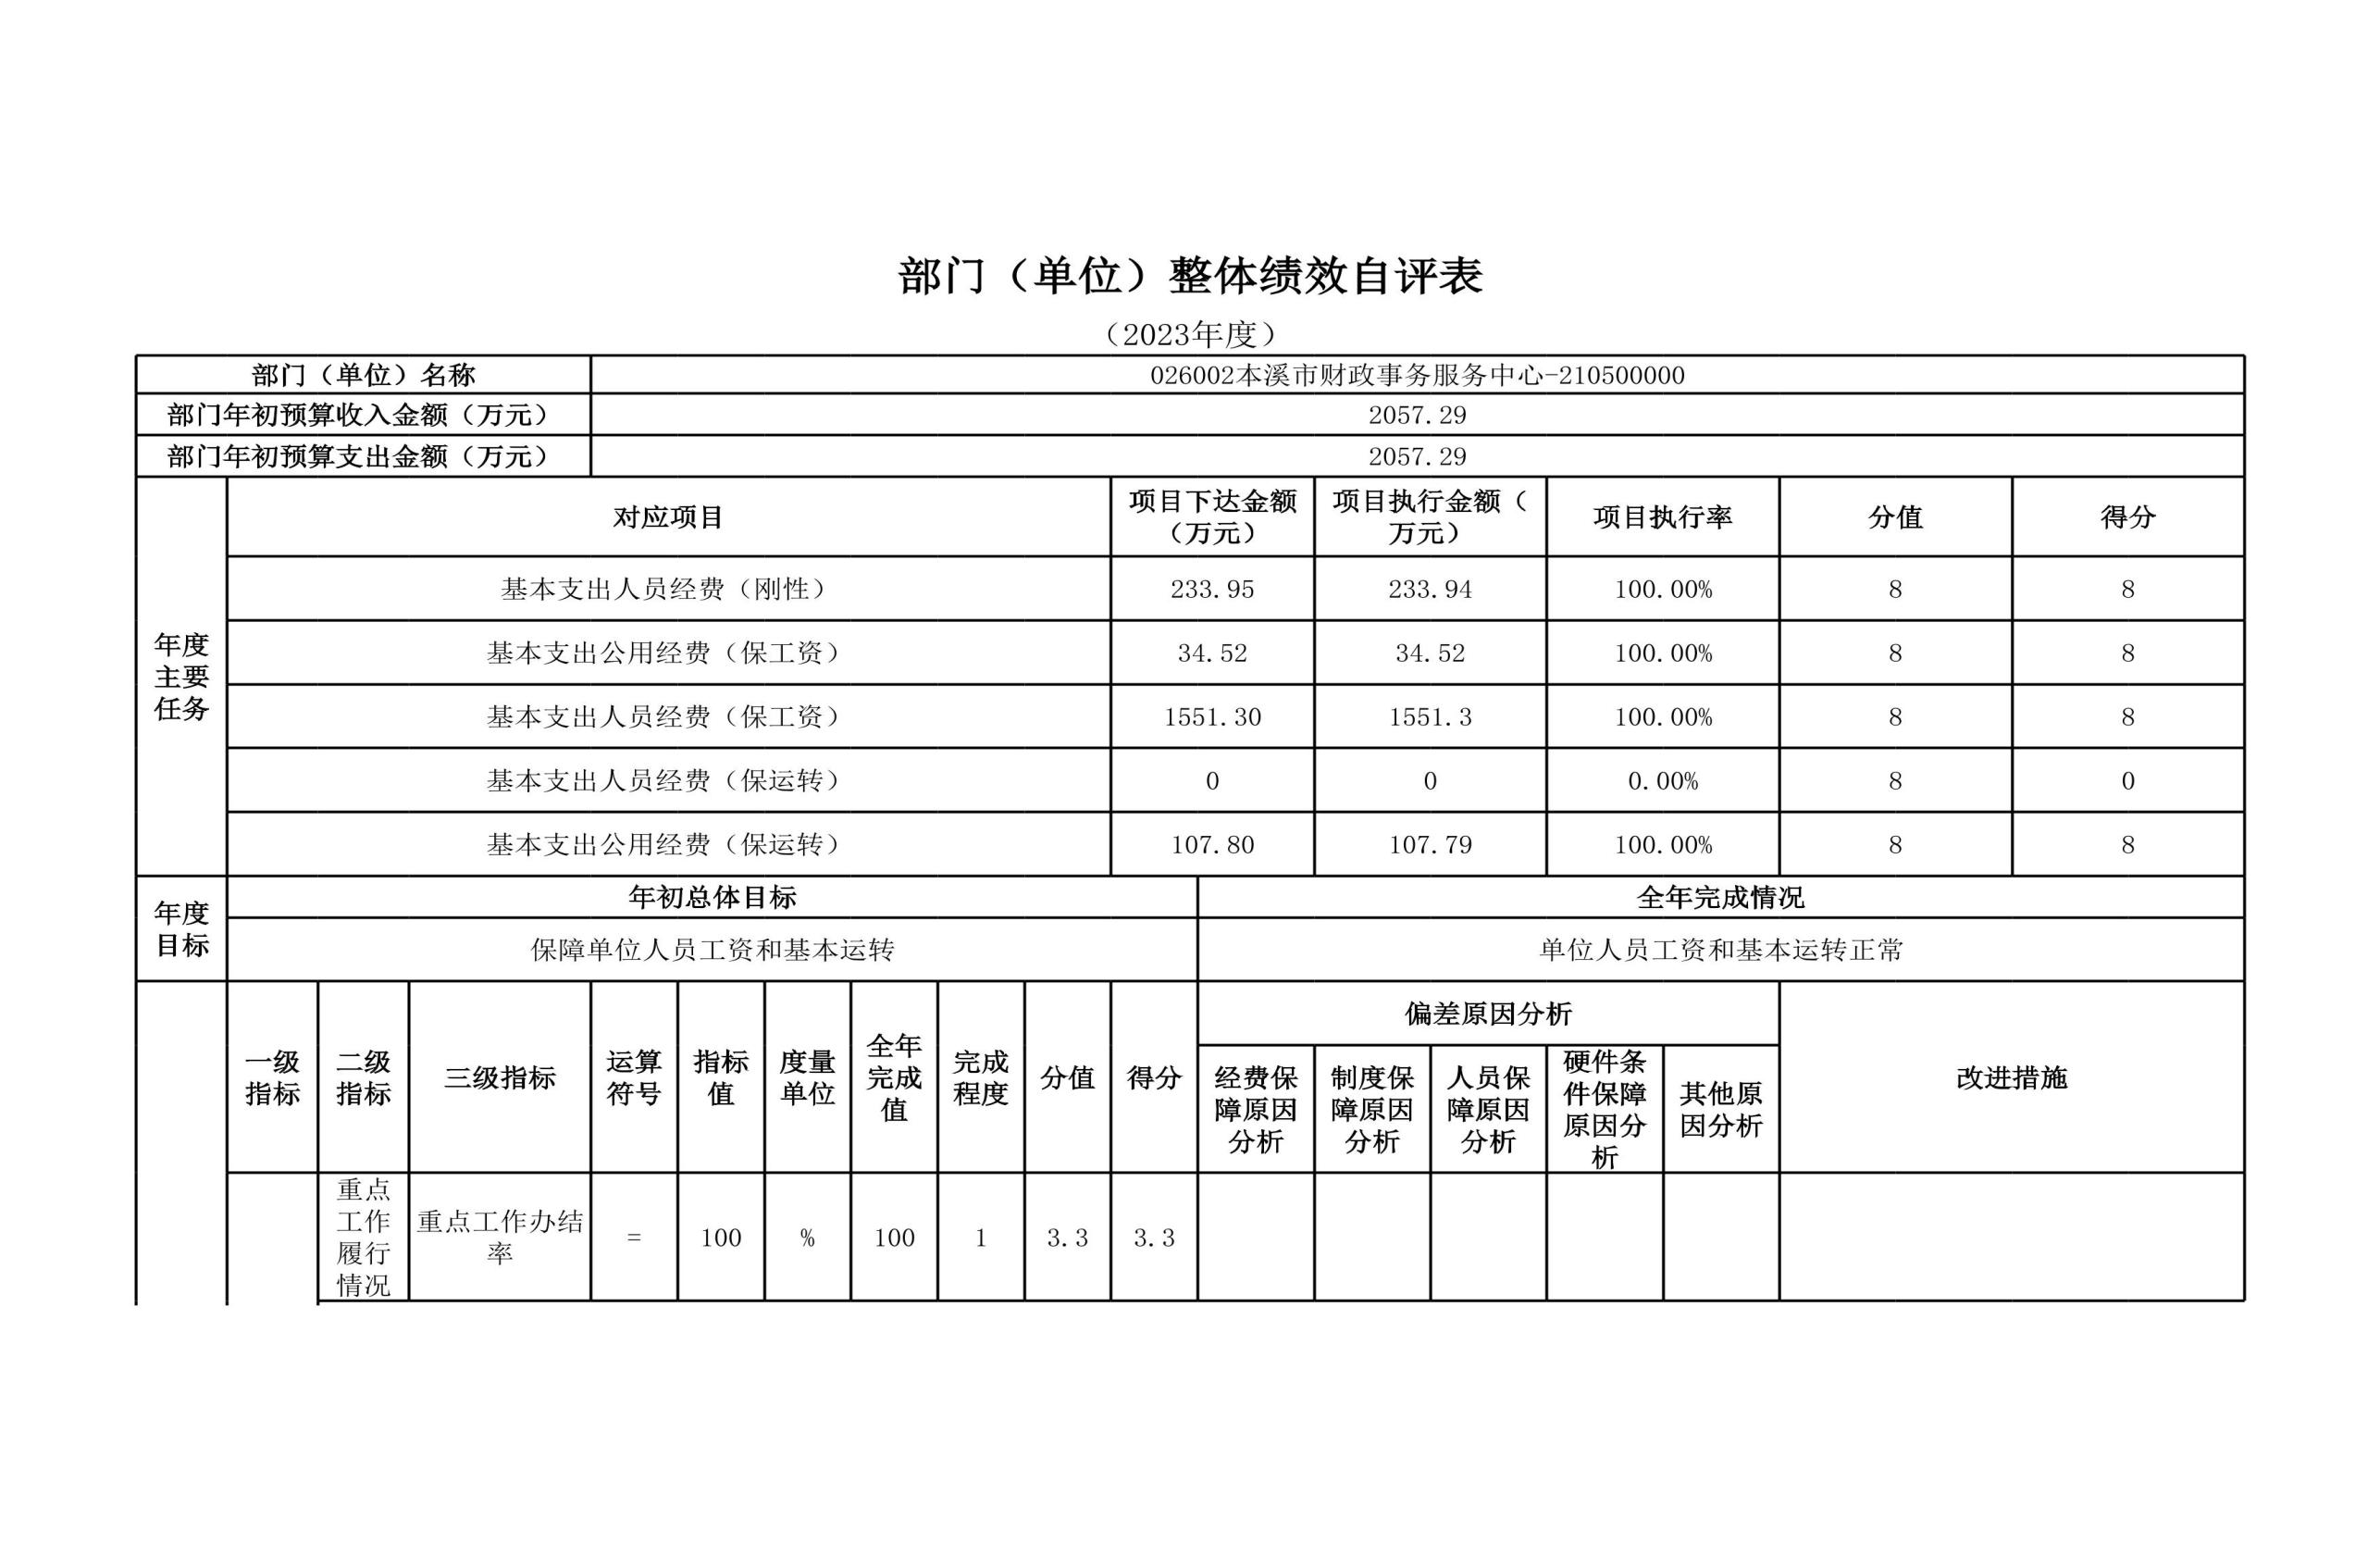 部门（单位）整体绩效自评表
（2023年度）
部门（单位）名称 026002本溪市财政事务服务中心-210500000
部门年初预算收入金额（万元） 2057.29
部门年初预算支出金额（万元） 2057.29
年度
主要
任务
对应项目
项目下达金额
（万元）
项目执行金额（
万元）
项目执行率
分值
得分
基本支出人员经费（刚性） 233.95 233.94 100.00% 8 8
基本支出公用经费（保工资） 34.52 34.52 100.00% 8 8
基本支出人员经费（保工资） 1551.30 1551.3 100.00% 8 8
基本支出人员经费（保运转） 0 0 0.00% 8 0
基本支出公用经费（保运转） 107.80 107.79 100.00% 8 8
年度
目标
年初总体目标 全年完成情况
保障单位人员工资和基本运转 单位人员工资和基本运转正常
一级
指标
二级
指标
三级指标
运算
符号
指标
值
度量
单位
全年
完成
值
完成
程度
分值
得分
偏差原因分析
经费保
障原因
分析
制度保
障原因
分析
人员保
障原因
分析
硬件条
件保障
原因分
析
其他原
因分析
改进措施
重点
工作
履行
情况
重点工作办结
率
= 100 % 100 1 3.3 3.3